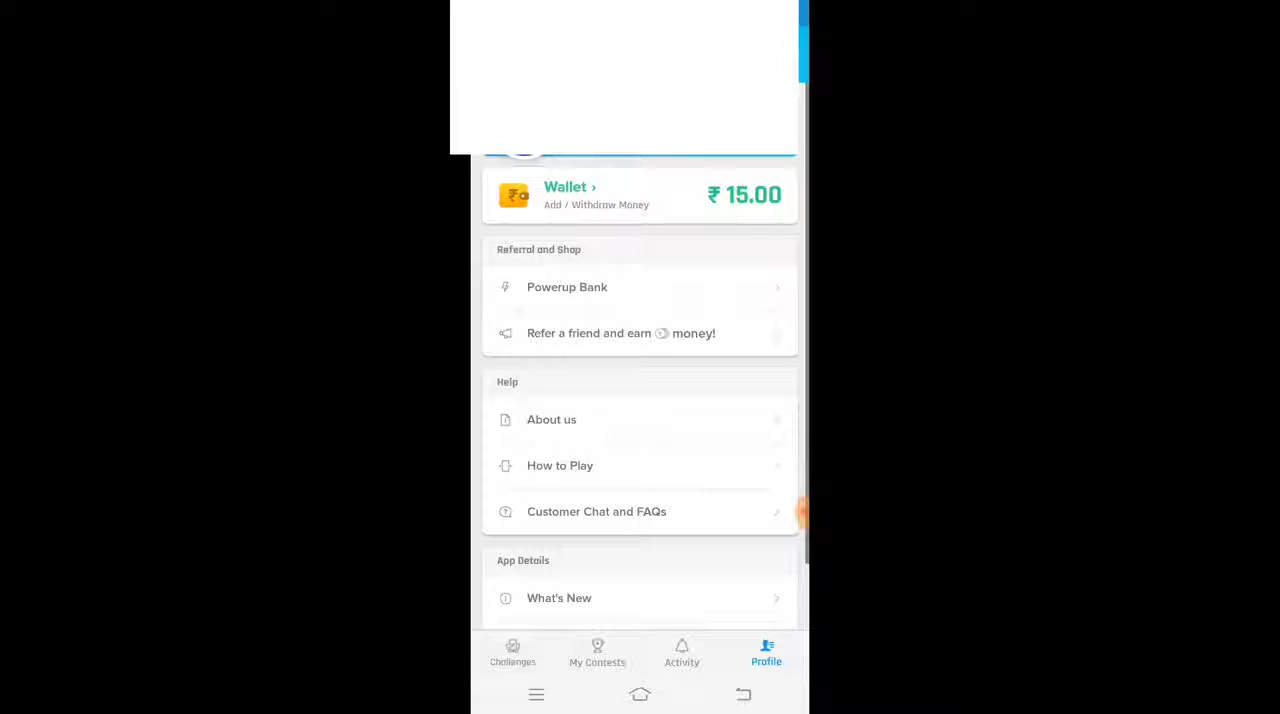 Wallet ›
Add / Withdraw Money
₹ 15.00
Referral and Shop
Powerup Bank
Refer a friend and earn money!
Help
About us
How to Play
Customer Chat and FAQs
App Details
What's New
Challenges
My Contests
Activity
Profile